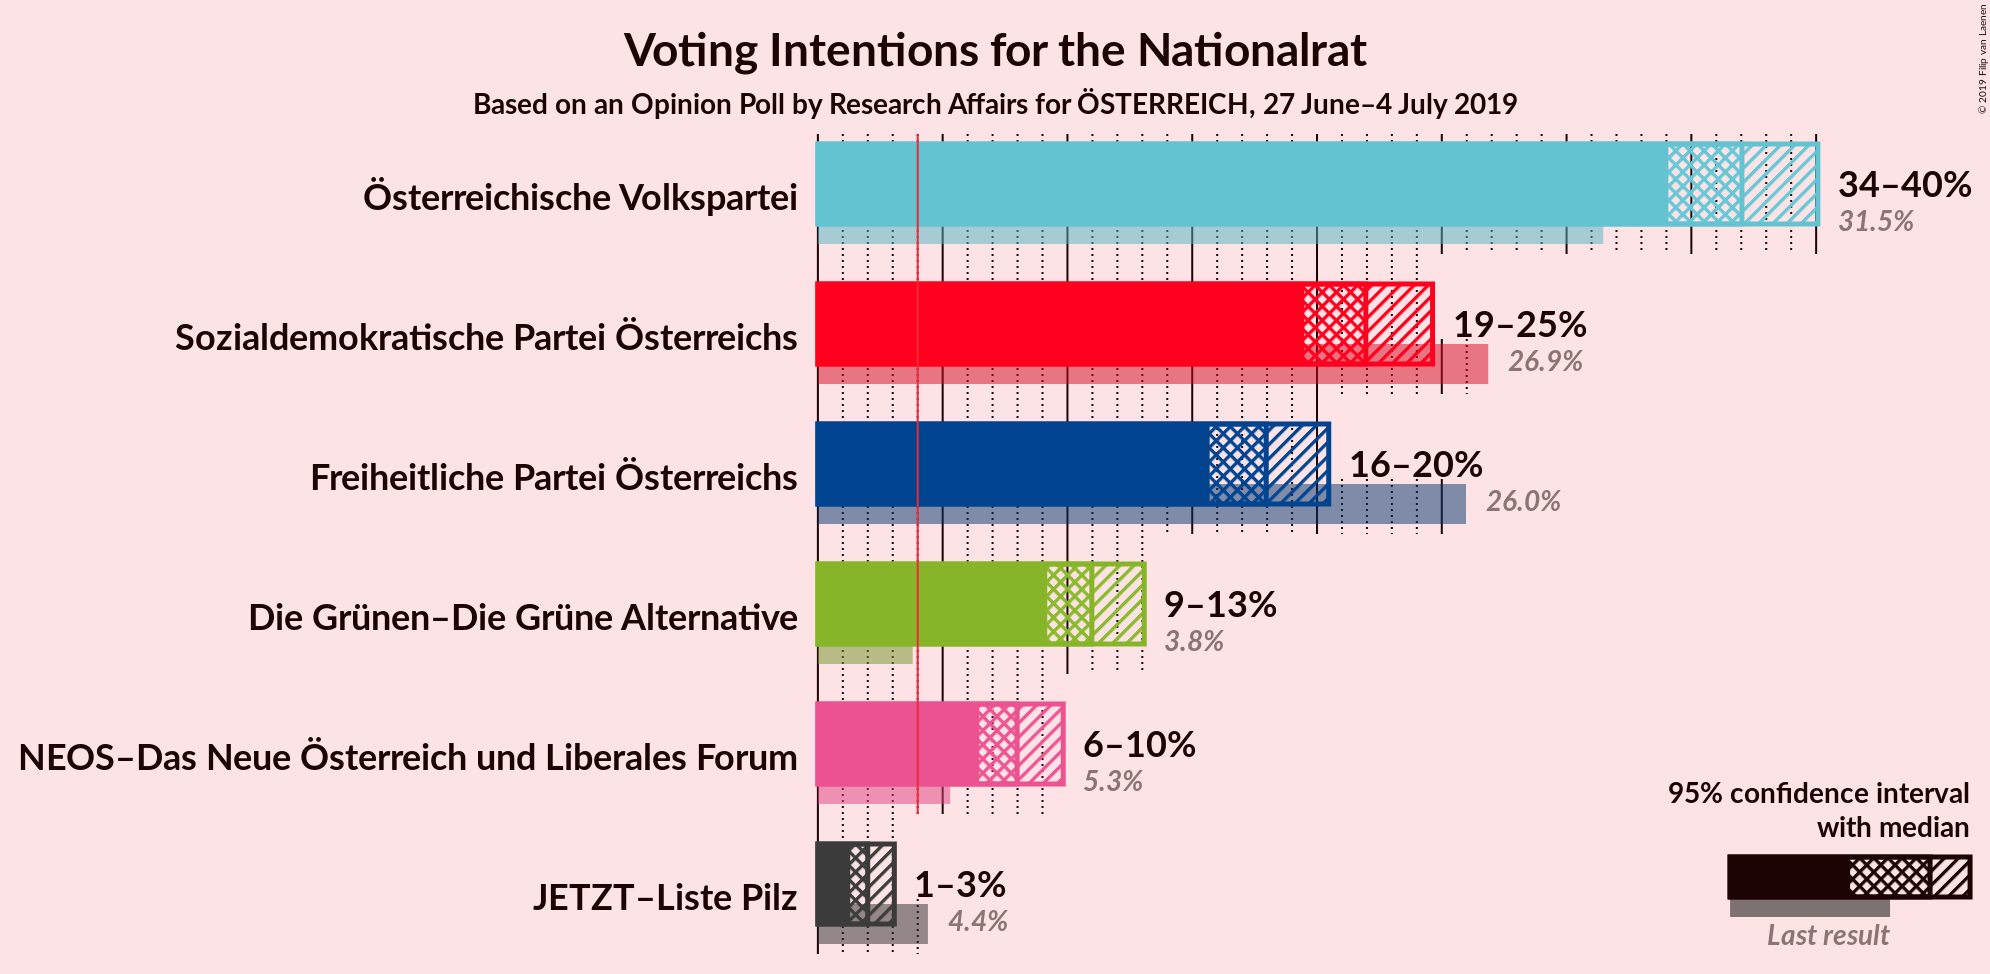 Voting Intentions for the Nationalrat
Based on an Opinion Poll by Research Affairs for ÖSTERREICH, 27 June–4 July 2019
© 2019 Filip van Laenen
Österreichische Volkspartei
34–40%
31.5%
Sozialdemokratische Partei Österreichs
19–25%
26.9%
Freiheitliche Partei Österreichs
16–20%
26.0%
Die Grünen–Die Grüne Alternative
9–13%
3.8%
NEOS–Das Neue Österreich und Liberales Forum
6–10%
5.3%
JETZT–Liste Pilz
1–3%
4.4%
95% confidence interval
with median
Last result